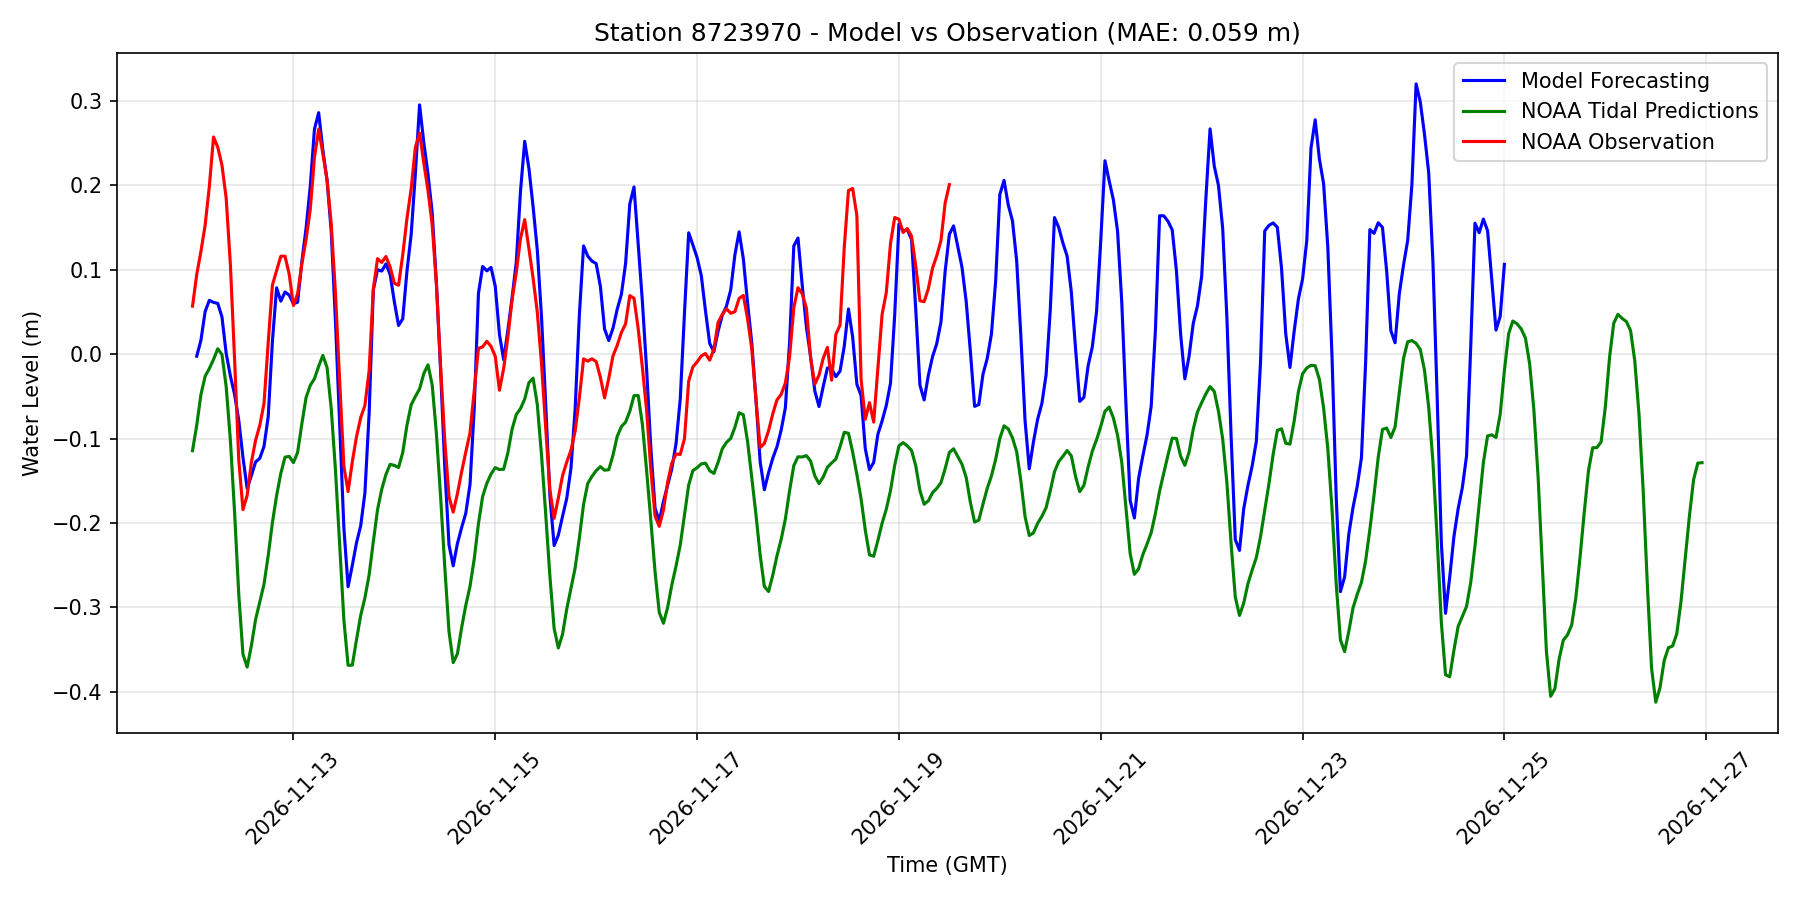 Station 8723970 - Model vs Observation (MAE: 0.059 m)
Model Forecasting
NOAA Tidal Predictions
NOAA Observation
Water Level (m)
0.3
0.2
0.1
0.0
−0.1
−0.2
−0.3
−0.4
2026-11-13
2026-11-15
2026-11-17
2026-11-19
2026-11-21
2026-11-23
2026-11-25
2026-11-27
Time (GMT)